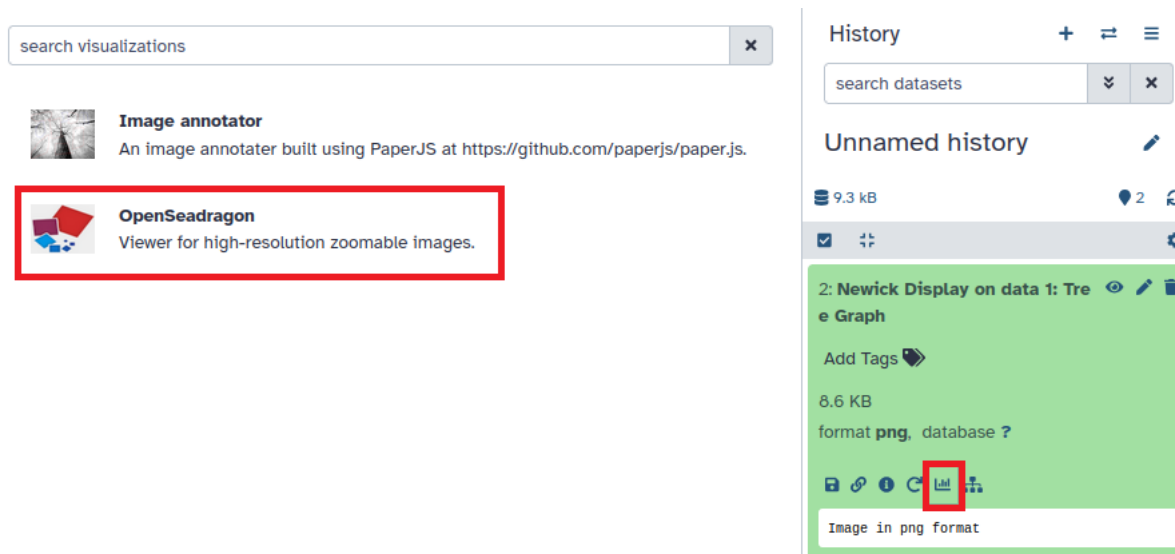 search visualizations
Image annotator
An image annotater built using PaperJS at https://github.com/paperjs/paper.js.
OpenSeadragon
Viewer for high-resolution zoomable images.
History
search datasets
Unnamed history
9.3 kB
2
2: Newick Display on data 1: Tre
e Graph
Add Tags
8.6 KB
format png, database ?
Image in png format